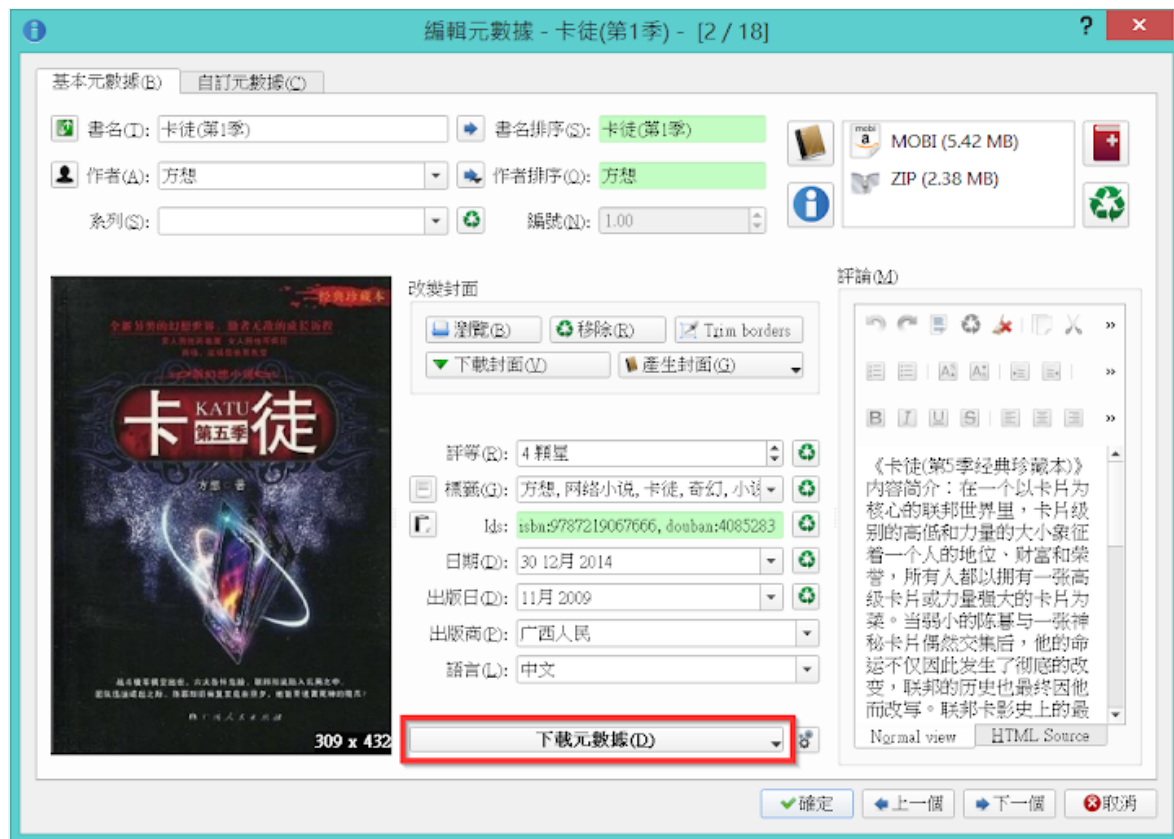 編輯元數據 - 卡徒(第1季) - [2 / 18]
?
基本元數據(B) 自訂元數據(C)
書名(T): 卡徒(第1季) 書名排序(S): 卡徒(第1季)
作者(A): 方想 作者排序(O): 方想
系列(S): 編號(N): 1.00
MOBI (5.42 MB)
ZIP (2.38 MB)
经典珍藏本
全新另类的幻想世界
卡 KATU 徒
第五季
方想 著
309 x 432
改變封面
瀏覽(B) 移除(R) Trim borders
下載封面(V) 產生封面(G)
評等(R): 4 顆星
標籤(G): 方想, 网络小说, 卡徒, 奇幻, 小说
Ids: isbn:9787219067666, douban:4085283
日期(D): 30 12月 2014
出版日(D): 11月 2009
出版商(P): 广西人民
語言(L): 中文
下載元數據(D)
評論(M)
《卡徒(第5季经典珍藏本)》
内容简介：在一个以卡片为
核心的联邦世界里，卡片级
别的高低和力量的大小象征
着一个人的地位、财富和荣
誉，所有人都以拥有一张高
级卡片或力量强大的卡片为
荣。当弱小的陈暮与一张神
秘卡片偶然交集后，他的命
运不仅因此发生了彻底的改
变，联邦的历史也最终因他
而改写。联邦卡影史上的最
Normal view HTML Source
確定 上一個 下一個 取消